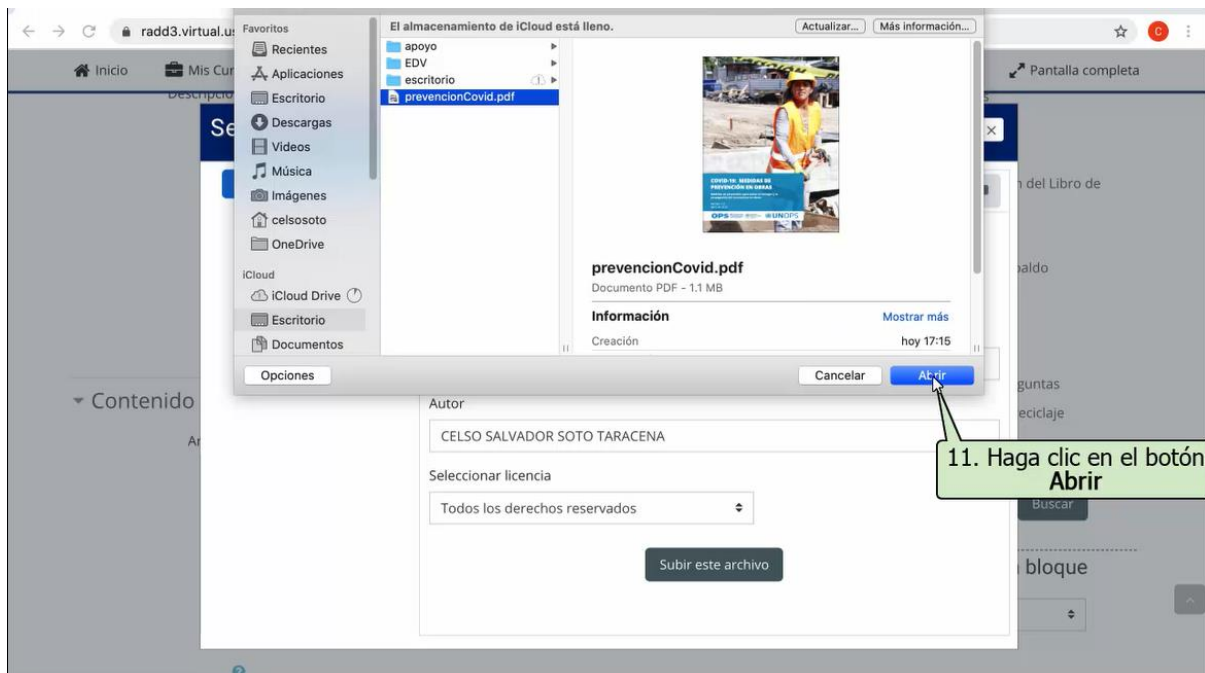 radd3.virtual.us
Inicio
Mis Cur
Pantalla completa
Descripció
Se
Favoritos
Recientes
Aplicaciones
Escritorio
Descargas
Videos
Música
Imágenes
celsosoto
OneDrive
iCloud
iCloud Drive
Escritorio
Documentos
El almacenamiento de iCloud está lleno.
Actualizar...
Más información...
apoyo
EDV
escritorio
prevencionCovid.pdf
COVID-19: MEDIDAS DE
PREVENCIÓN EN OBRAS
OPS
UNOPS
prevencionCovid.pdf
Documento PDF - 1.1 MB
Información
Mostrar más
Creación
hoy 17:15
Opciones
Cancelar
Abrir
n del Libro de
paldo
guntas
eciclaje
Contenido
Ar
Autor
CELSO SALVADOR SOTO TARACENA
Seleccionar licencia
Todos los derechos reservados
Subir este archivo
11. Haga clic en el botón
Abrir
Buscar
bloque
C